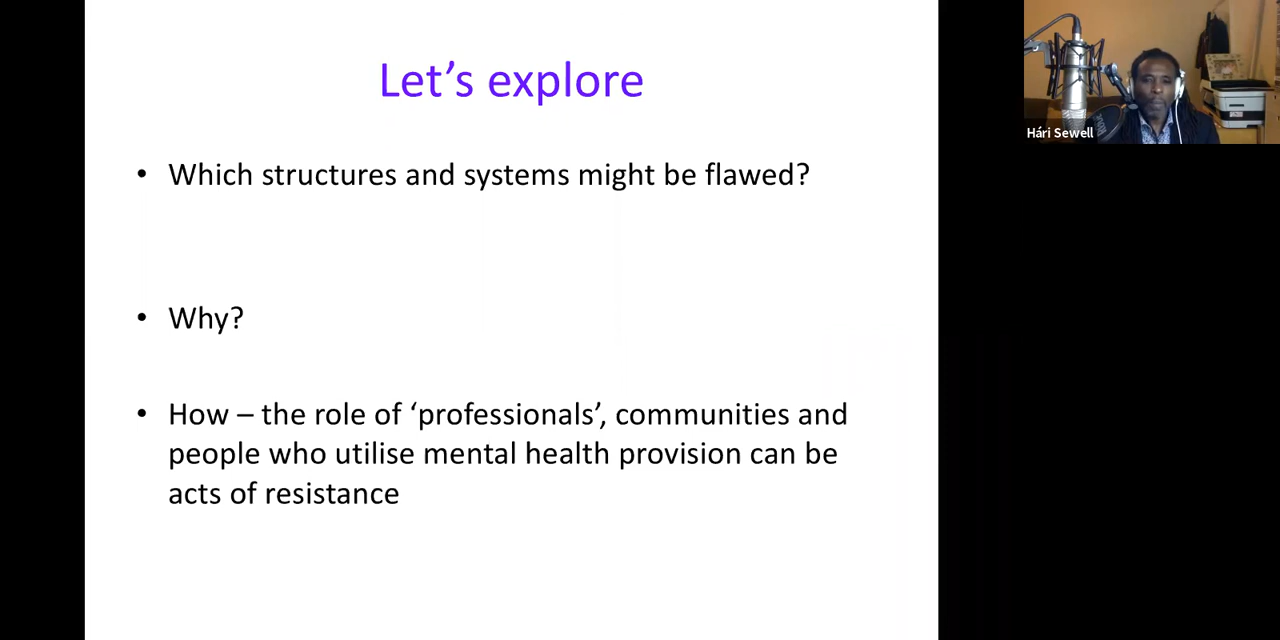 Let’s explore
• Which structures and systems might be flawed?
• Why?
• How – the role of ‘professionals’, communities and
people who utilise mental health provision can be
acts of resistance
Hári Sewell